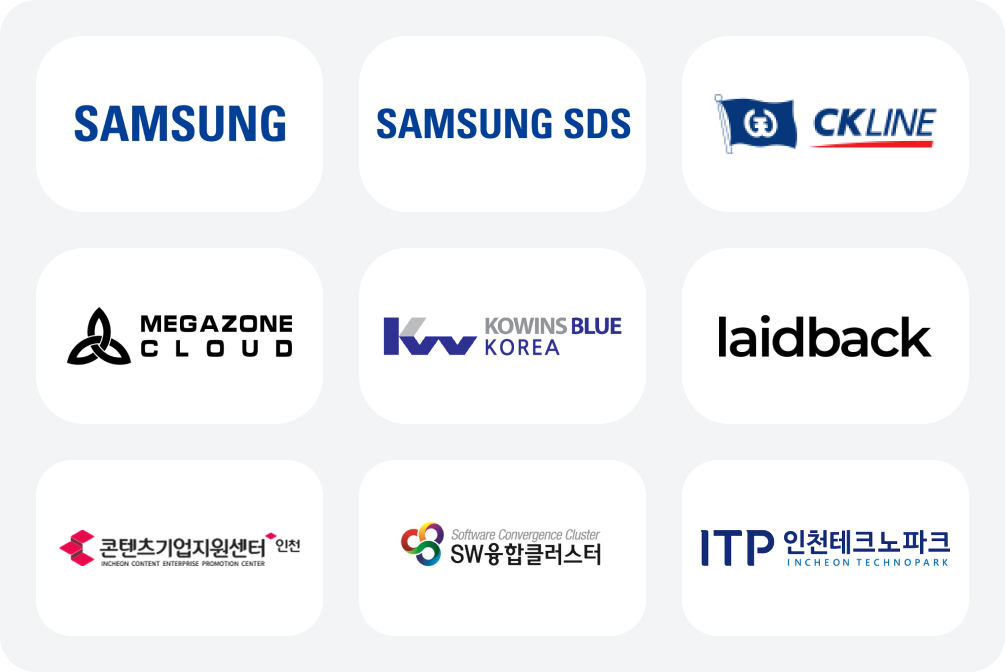 SAMSUNG
SAMSUNG SDS
CKLINE
MEGAZONE
CLOUD
KOWINS BLUE
KOREA
laidback
콘텐츠기업지원센터 인천
INCHEON CONTENT ENTERPRISE PROMOTION CENTER
Software Convergence Cluster
SW융합클러스터
ITP 인천테크노파크
INCHEON TECHNOPARK